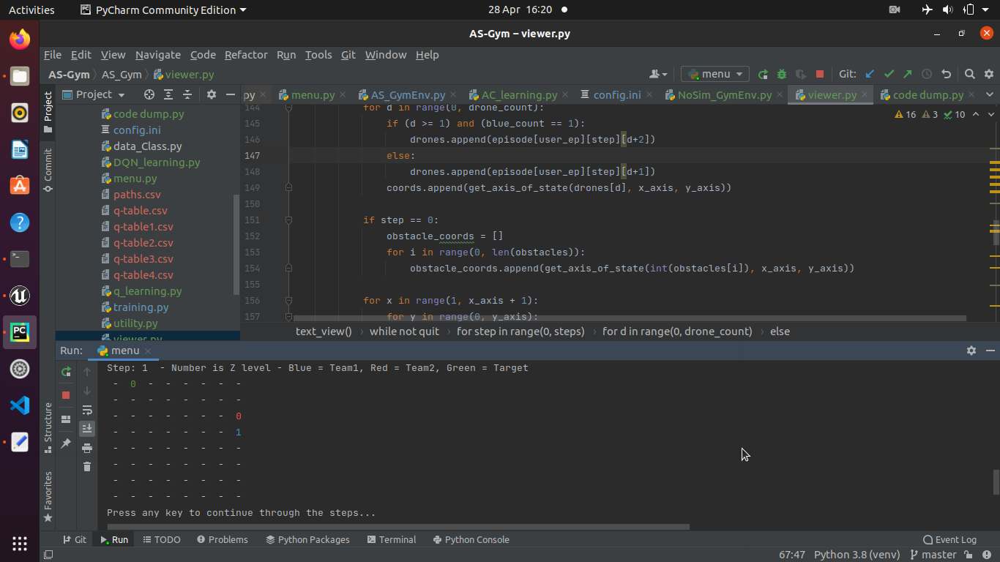 Activities PyCharm Community Edition 28 Apr 16:20
AS-Gym – viewer.py
File Edit View Navigate Code Refactor Run Tools Git Window Help
AS-Gym AS_Gym viewer.py menu Git:
Project py menu.py AS_GymEnv.py AC_learning.py config.ini NoSim_GymEnv.py viewer.py code dump.py
Project
Commit
Structure
Favorites
code dump.py
config.ini
data_Class.py
DQN_learning.py
menu.py
paths.csv
q-table.csv
q-table1.csv
q-table2.csv
q-table3.csv
q-table4.csv
q_learning.py
training.py
utility.py
viewer.py
16 3 10
144 for d in range(0, drone_count):
145 if (d >= 1) and (blue_count == 1):
146 drones.append(episode[user_ep][step][d+2])
147 else:
148 drones.append(episode[user_ep][step][d+1])
149 coords.append(get_axis_of_state(drones[d], x_axis, y_axis))
150
151 if step == 0:
152 obstacle_coords = []
153 for i in range(0, len(obstacles)):
154 obstacle_coords.append(get_axis_of_state(int(obstacles[i]), x_axis, y_axis))
155
156 for x in range(1, x_axis + 1):
157 for y in range(0, y_axis):
text_view() while not quit for step in range(0, steps) for d in range(0, drone_count) else
Run: menu
Step: 1 - Number is Z level - Blue = Team1, Red = Team2, Green = Target
- 0 - - - - - -
- - - - - - - -
- - - - - - - 0
- - - - - - - 1
- - - - - - - -
- - - - - - - -
- - - - - - - -
- - - - - - - -
Press any key to continue through the steps...
Git Run TODO Problems Python Packages Terminal Python Console Event Log
67:47 Python 3.8 (venv) master